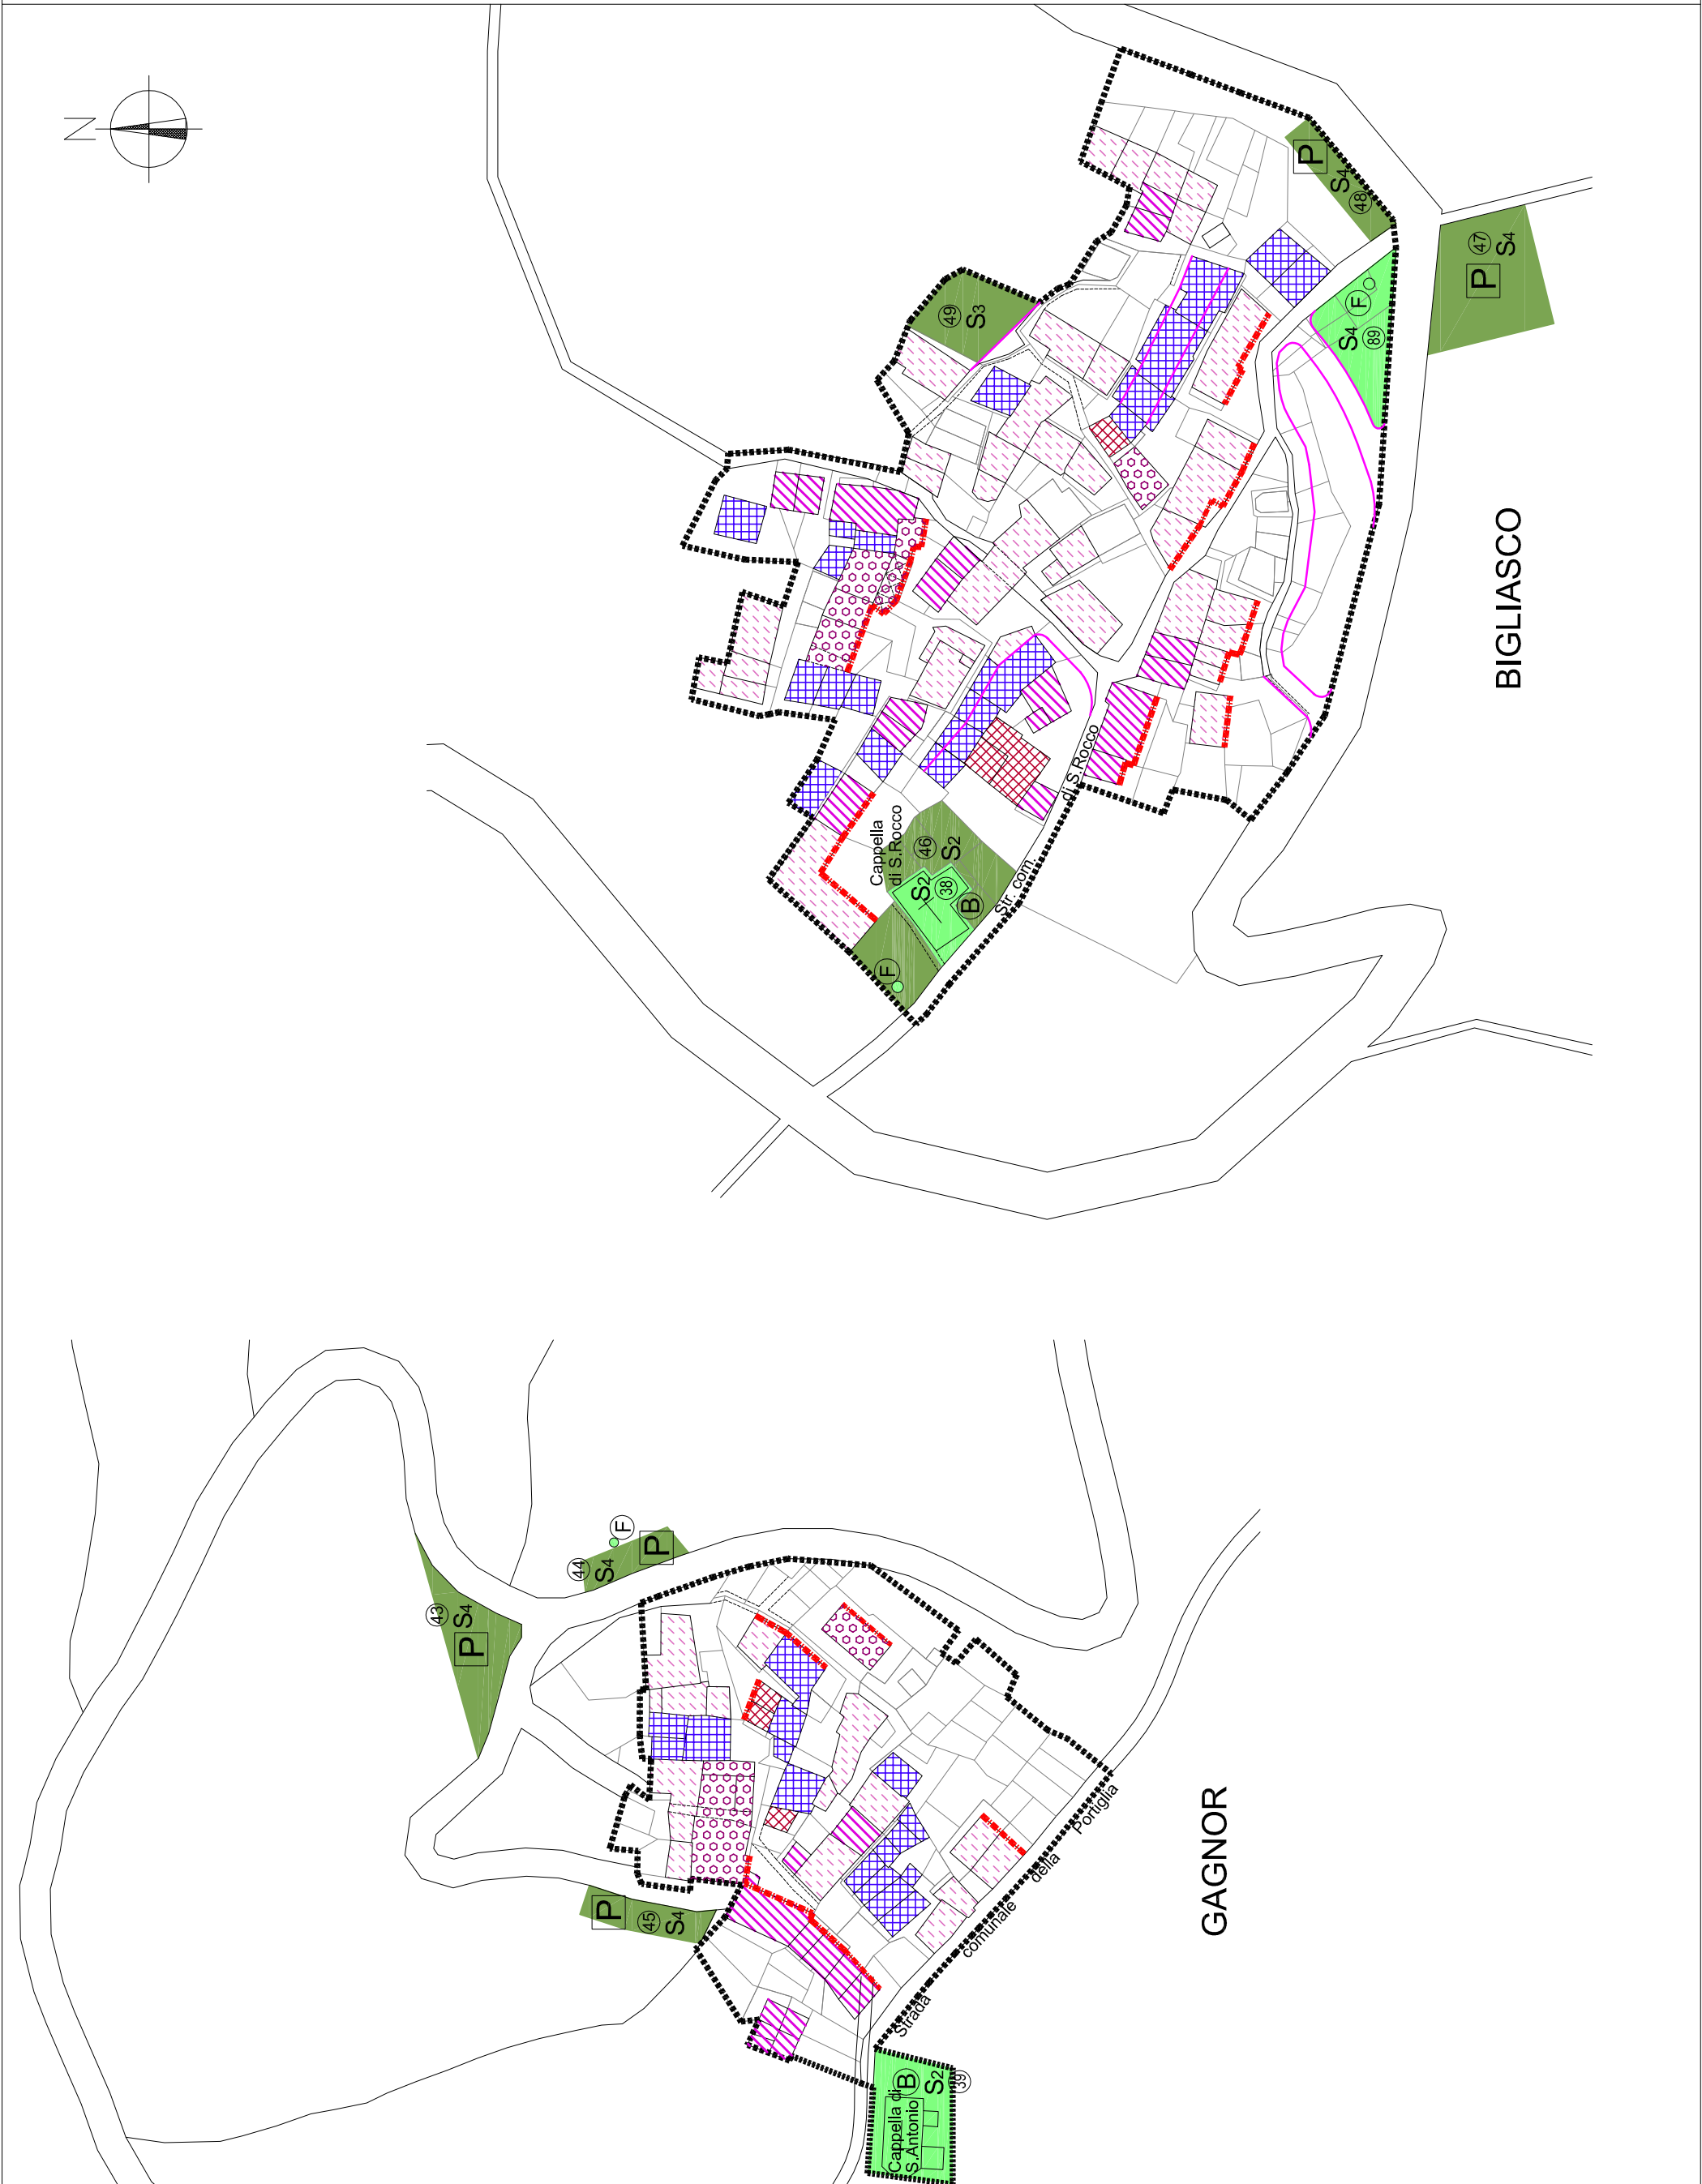 N
P
S4
48
47
S4
P
F
S4
89
49
S3
BIGLIASCO
Cappella
di S.Rocco
46
S2
S2
38
B
F
Str. com.
di S.Rocco
F
44
S4
P
43
S4
P
P
45
S4
GAGNOR
Strada
comunale
della
Portiglia
B
S2
39
Cappella di
S.Antonio